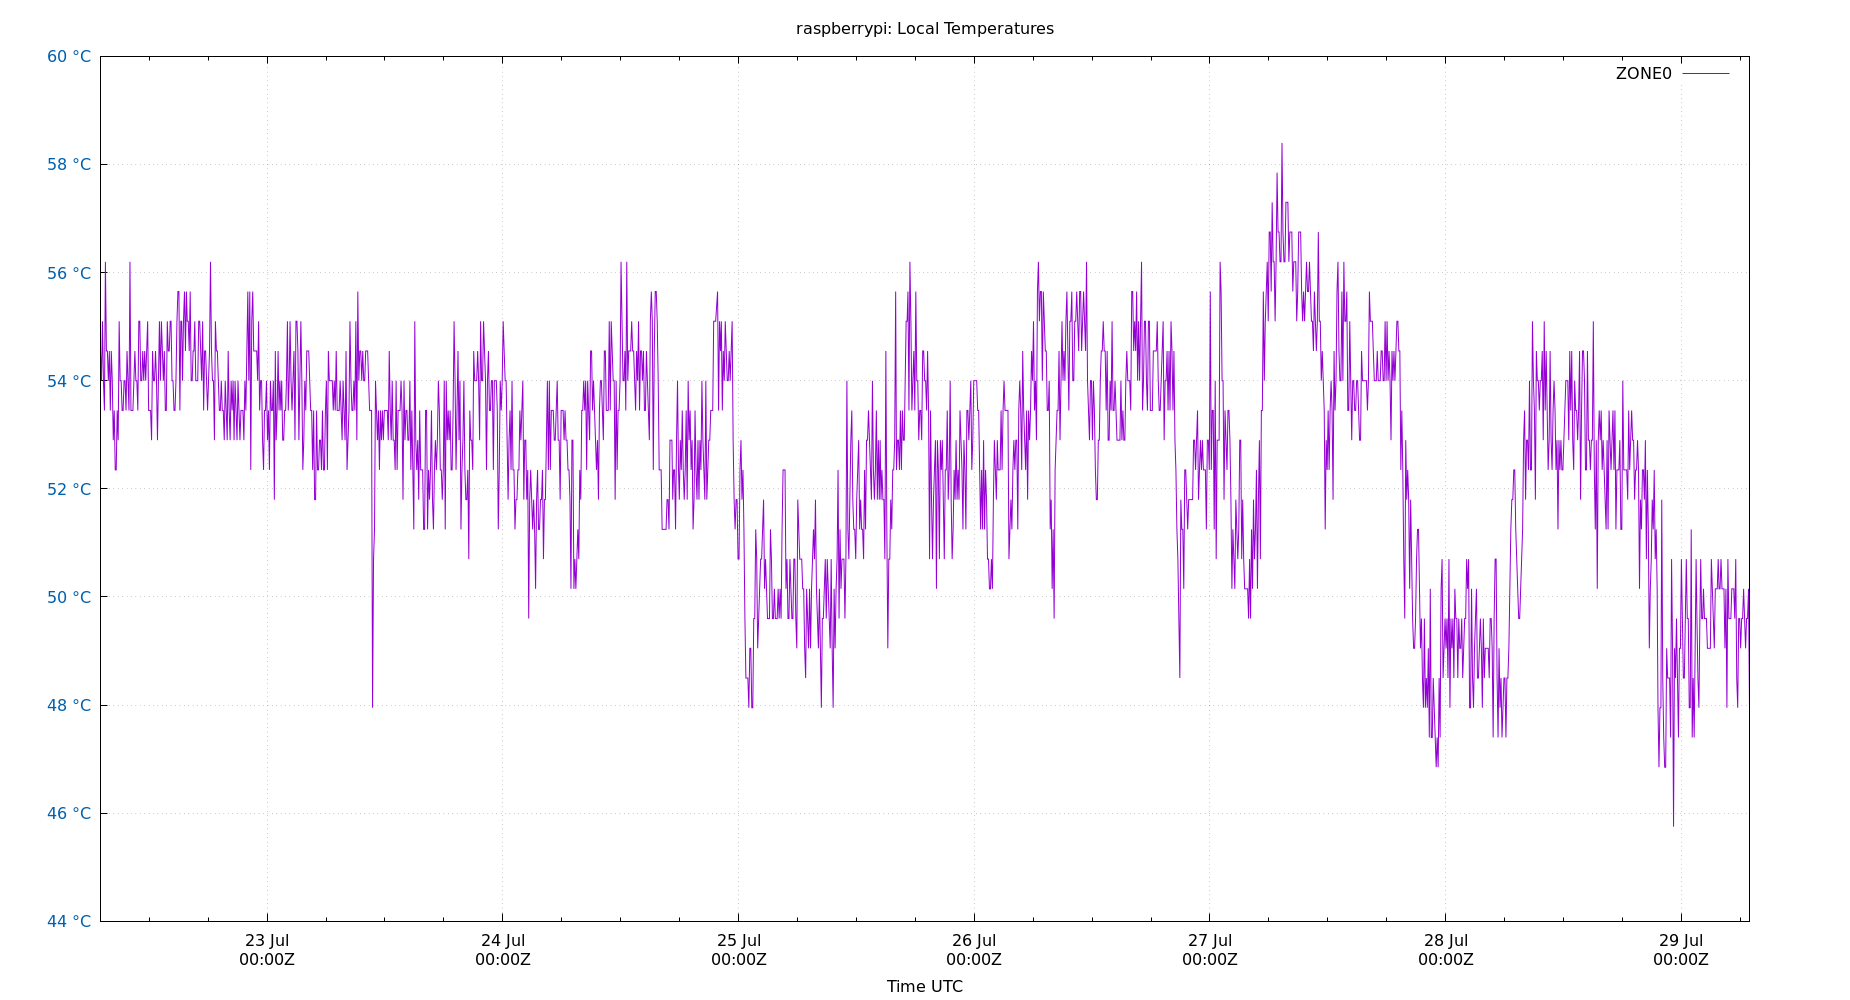 raspberrypi: Local Temperatures
60 °C
ZONE0
58 °C
56 °C
54 °C
52 °C
50 °C
48 °C
46 °C
44 °C
23 Jul 24 Jul 25 Jul 26 Jul 27 Jul 28 Jul 29 Jul
00:00Z 00:00Z 00:00Z 00:00Z 00:00Z 00:00Z 00:00Z
Time UTC